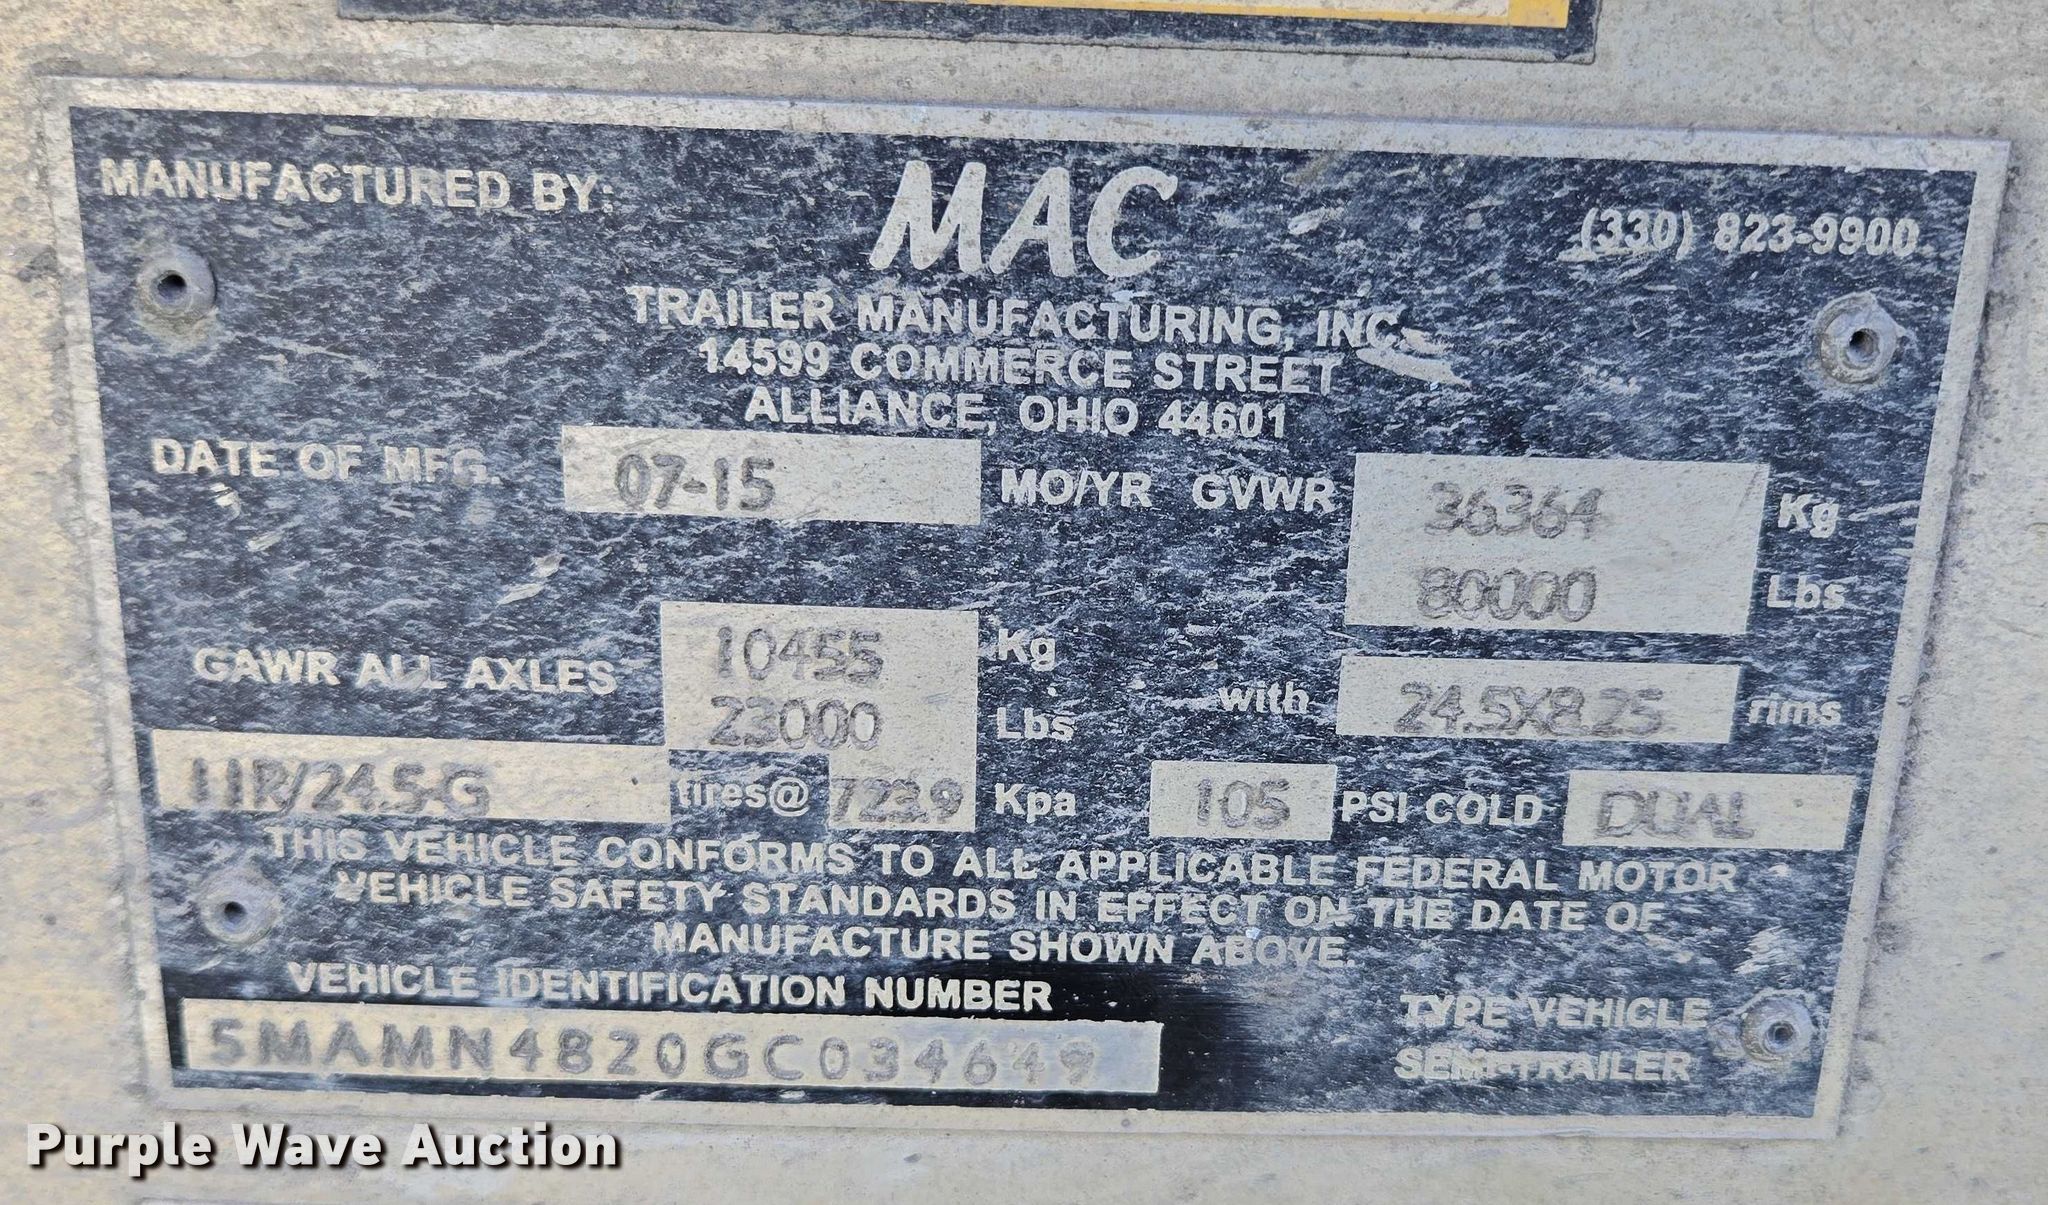 MANUFACTURED BY: MAC (330) 823-9900
TRAILER MANUFACTURING, INC.
14599 COMMERCE STREET
ALLIANCE, OHIO 44601
DATE OF MFG. 07-15 MO/YR GVWR 36364 Kg
80000 Lbs
GAWR ALL AXLES 10455 Kg
23000 Lbs with 24.5X8.25 rims
11R/24.5-G tires@ 723.9 Kpa 105 PSI COLD DUAL
THIS VEHICLE CONFORMS TO ALL APPLICABLE FEDERAL MOTOR
VEHICLE SAFETY STANDARDS IN EFFECT ON THE DATE OF
MANUFACTURE SHOWN ABOVE.
VEHICLE IDENTIFICATION NUMBER
5MAMN4820GC034649
TYPE VEHICLE
SEMI-TRAILER
Purple Wave Auction